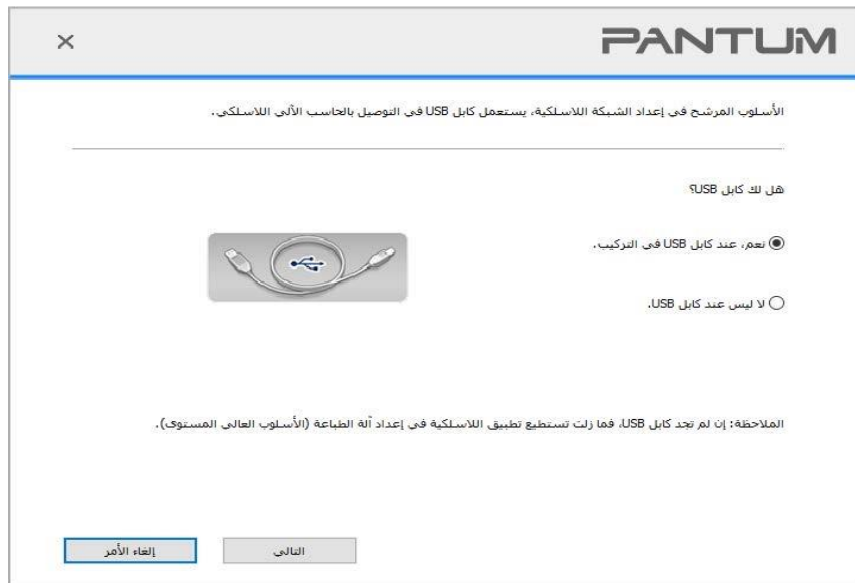 PANTUM
الأسلوب المرشح في إعداد الشبكة اللاسلكية، يستعمل كابل USB في التوصيل بالحاسب الآلي اللاسلكي.
هل لك كابل USB؟
نعم، عند كابل USB في التركيب.
لا ليس عند كابل USB.
الملاحظة: إن لم تجد كابل USB، فما زلت تستطيع تطبيق اللاسلكية في إعداد آلة الطباعة (الأسلوب العالي المستوى).
التالي
إلغاء الأمر